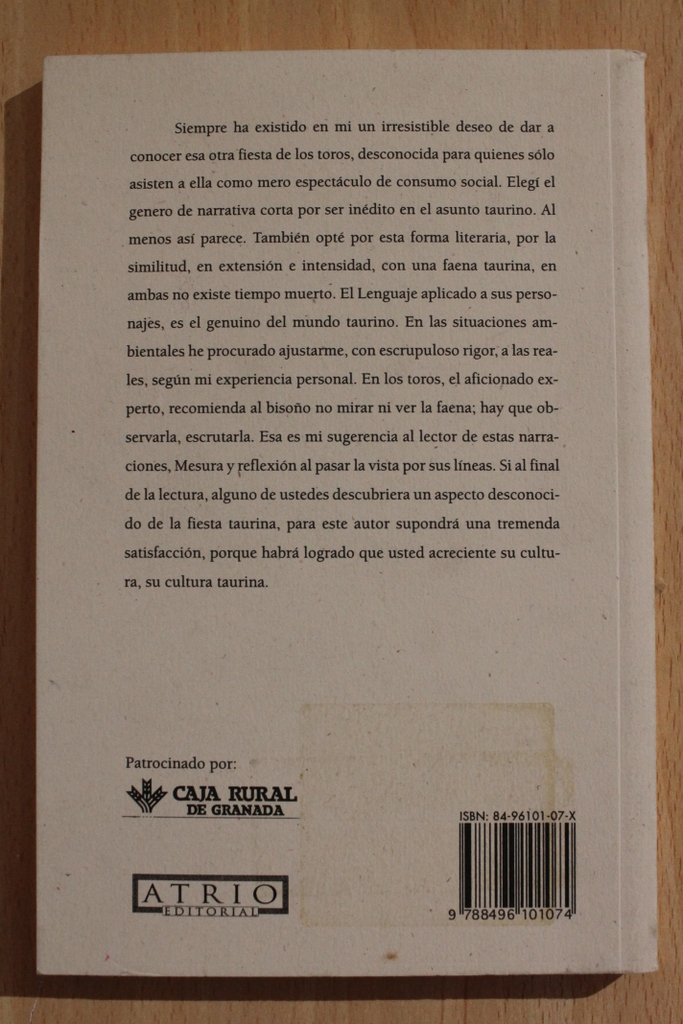 Siempre ha existido en mi un irresistible deseo de dar a
conocer esa otra fiesta de los toros, desconocida para quienes sólo
asisten a ella como mero espectáculo de consumo social. Elegí el
genero de narrativa corta por ser inédito en el asunto taurino. Al
menos así parece. También opté por esta forma literaria, por la
similitud, en extensión e intensidad, con una faena taurina, en
ambas no existe tiempo muerto. El Lenguaje aplicado a sus perso-
najes, es el genuino del mundo taurino. En las situaciones am-
bientales he procurado ajustarme, con escrupuloso rigor, a las rea-
les, según mi experiencia personal. En los toros, el aficionado ex-
perto, recomienda al bisoño no mirar ni ver la faena; hay que ob-
servarla, escrutarla. Esa es mi sugerencia al lector de estas narra-
ciones, Mesura y reflexión al pasar la vista por sus líneas. Si al final
de la lectura, alguno de ustedes descubriera un aspecto desconoci-
do de la fiesta taurina, para este autor supondrá una tremenda
satisfacción, porque habrá logrado que usted acreciente su cultu-
ra, su cultura taurina.
Patrocinado por:
CAJA RURAL
DE GRANADA
ATRIO
EDITORIAL
ISBN: 84-96101-07-X
9 788496 101074